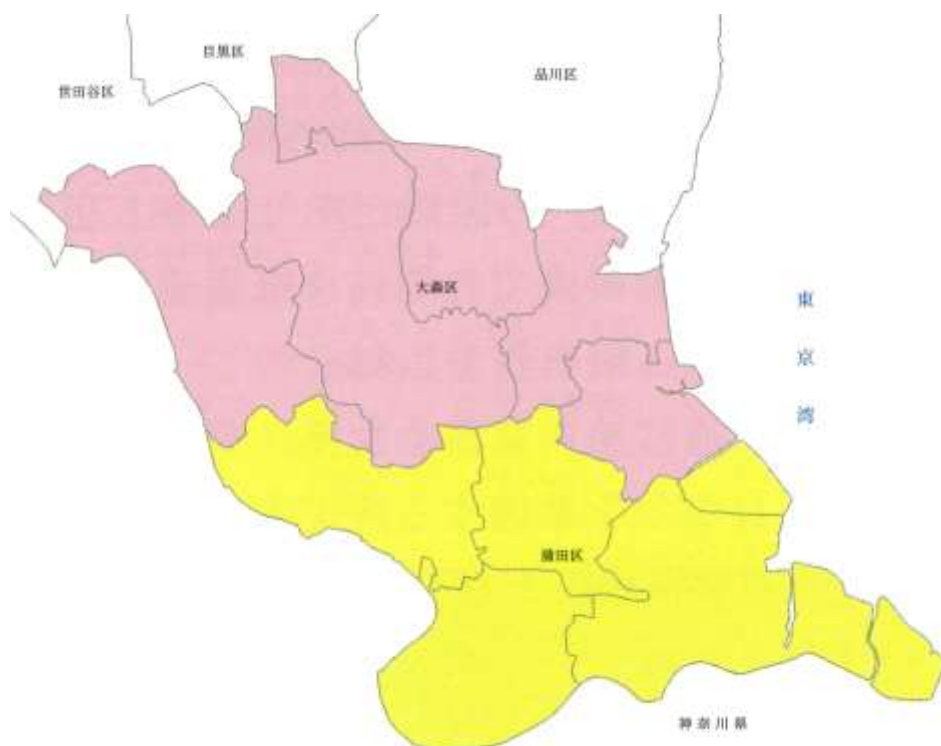 目黒区
品川区
世田谷区
大森区
東京湾
蒲田区
神奈川県